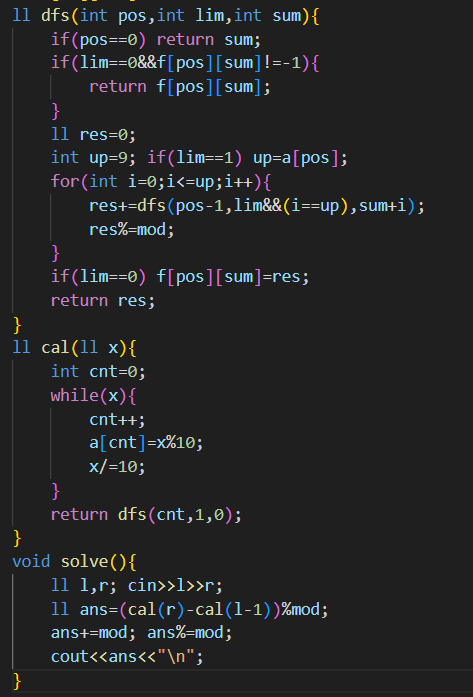 ll dfs(int pos,int lim,int sum){
    if(pos==0) return sum;
    if(lim==0&&f[pos][sum]!=-1){
        return f[pos][sum];
    }
    ll res=0;
    int up=9; if(lim==1) up=a[pos];
    for(int i=0;i<=up;i++){
        res+=dfs(pos-1,lim&&(i==up),sum+i);
        res%=mod;
    }
    if(lim==0) f[pos][sum]=res;
    return res;
}
ll cal(ll x){
    int cnt=0;
    while(x){
        cnt++;
        a[cnt]=x%10;
        x/=10;
    }
    return dfs(cnt,1,0);
}
void solve(){
    ll l,r; cin>>l>>r;
    ll ans=(cal(r)-cal(l-1))%mod;
    ans+=mod; ans%=mod;
    cout<<ans<<"\n";
}